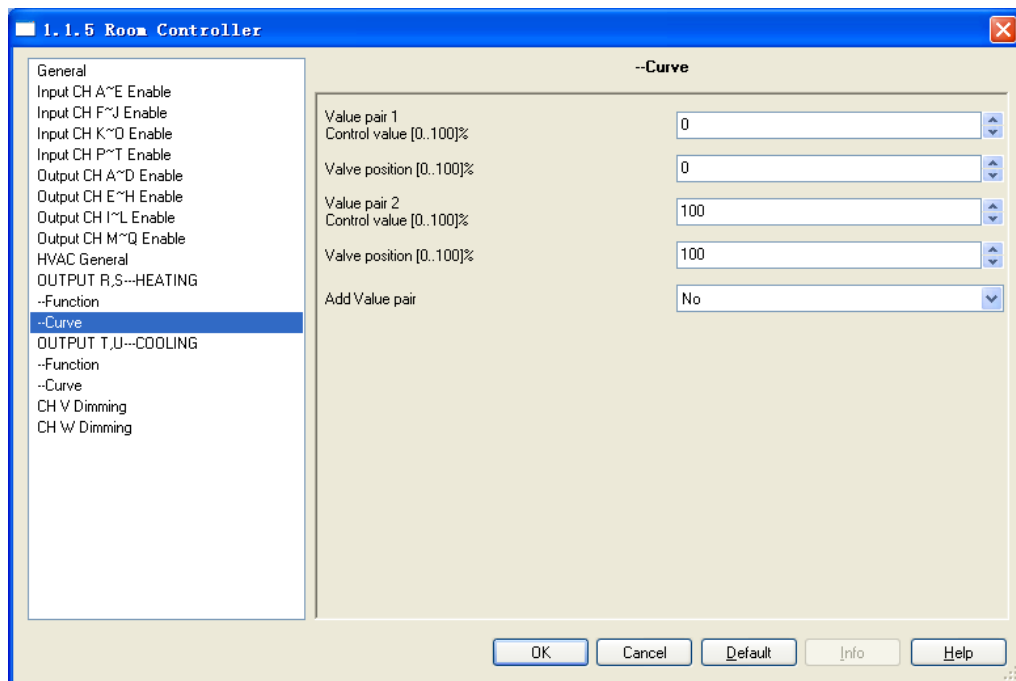 1.1.5 Room Controller
General
Input CH A~E Enable
Input CH F~J Enable
Input CH K~O Enable
Input CH P~T Enable
Output CH A~D Enable
Output CH E~H Enable
Output CH I~L Enable
Output CH M~Q Enable
HVAC General
OUTPUT R,S---HEATING
--Function
--Curve
OUTPUT T,U---COOLING
--Function
--Curve
CH V Dimming
CH W Dimming
--Curve
Value pair 1
Control value [0..100]%
0
Valve position [0..100]%
0
Value pair 2
Control value [0..100]%
100
Valve position [0..100]%
100
Add Value pair
No
OK
Cancel
Default
Info
Help